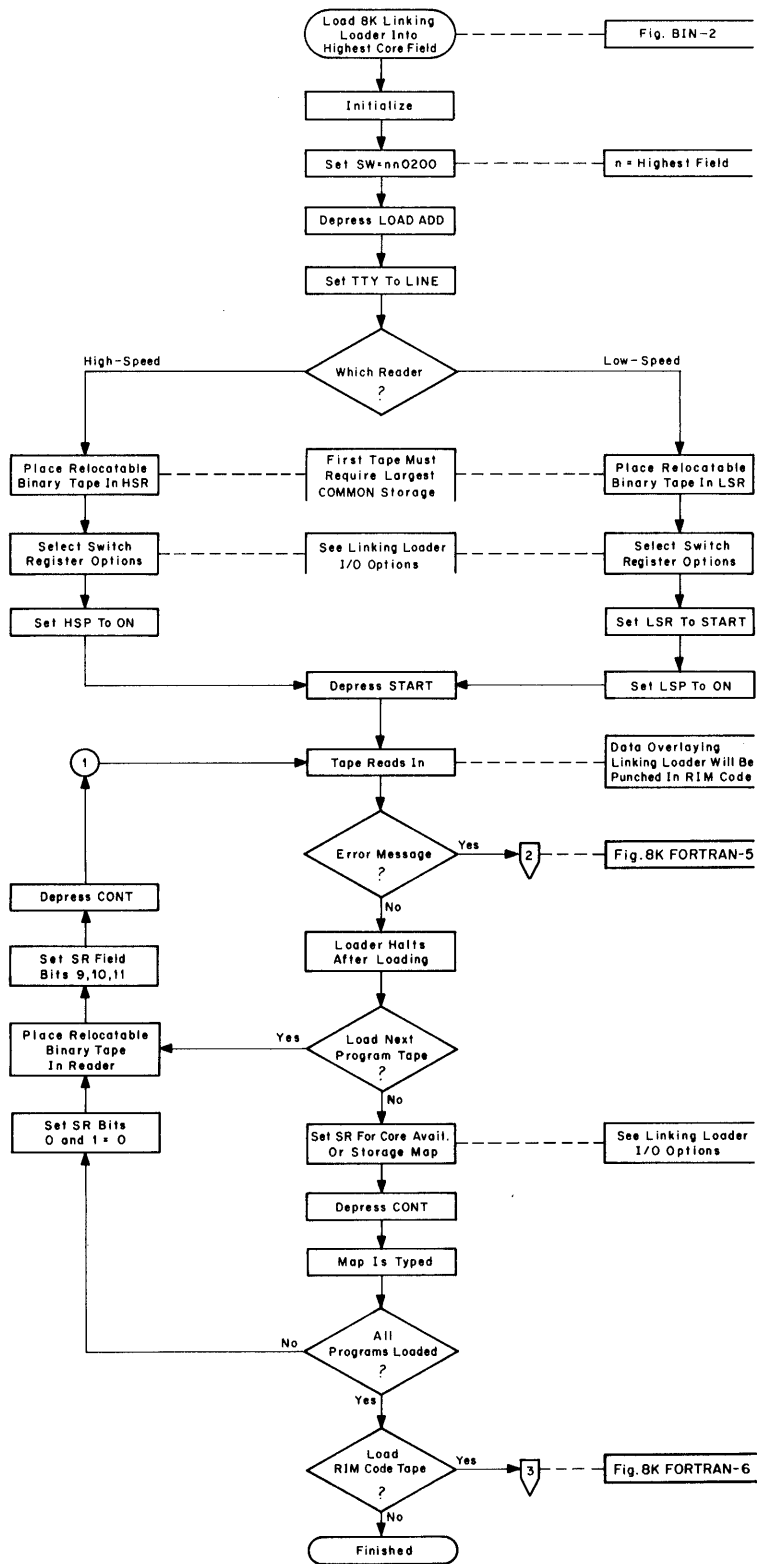 Load 8K Linking
Loader Into
Highest Core Field
Fig. BIN-2
Initialize
Set SW=nn0200
n = Highest Field
Depress LOAD ADD
Set TTY To LINE
High-Speed
Which Reader
?
Low-Speed
Place Relocatable
Binary Tape In HSR
First Tape Must
Require Largest
COMMON Storage
Place Relocatable
Binary Tape In LSR
Select Switch
Register Options
See Linking Loader
I/O Options
Select Switch
Register Options
Set HSP To ON
Set LSR To START
Depress START
Set LSP To ON
1
Tape Reads In
Data Overlaying
Linking Loader Will Be
Punched In RIM Code
Error Message
?
Yes
2
Fig. 8K FORTRAN-5
No
Depress CONT
Loader Halts
After Loading
Set SR Field
Bits 9,10,11
Place Relocatable
Binary Tape
In Reader
Yes
Load Next
Program Tape
?
No
Set SR Bits
0 and 1 = 0
Set SR For Core Avail.
Or Storage Map
See Linking Loader
I/O Options
Depress CONT
Map Is Typed
No
All
Programs Loaded
?
Yes
Load
RIM Code Tape
?
Yes
3
Fig. 8K FORTRAN-6
No
Finished